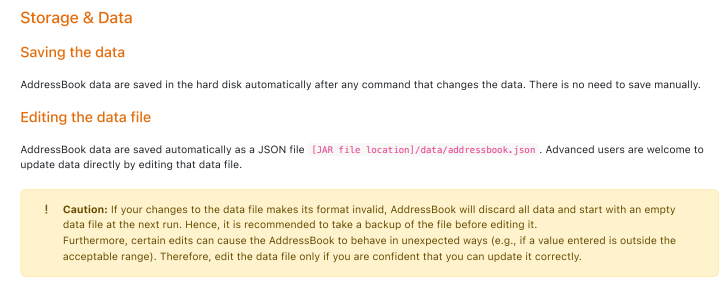 Storage & Data
Saving the data
AddressBook data are saved in the hard disk automatically after any command that changes the data. There is no need to save manually.
Editing the data file
AddressBook data are saved automatically as a JSON file [JAR file location]/data/addressbook.json . Advanced users are welcome to
update data directly by editing that data file.
! Caution: If your changes to the data file makes its format invalid, AddressBook will discard all data and start with an empty
data file at the next run. Hence, it is recommended to take a backup of the file before editing it.
Furthermore, certain edits can cause the AddressBook to behave in unexpected ways (e.g., if a value entered is outside the
acceptable range). Therefore, edit the data file only if you are confident that you can update it correctly.